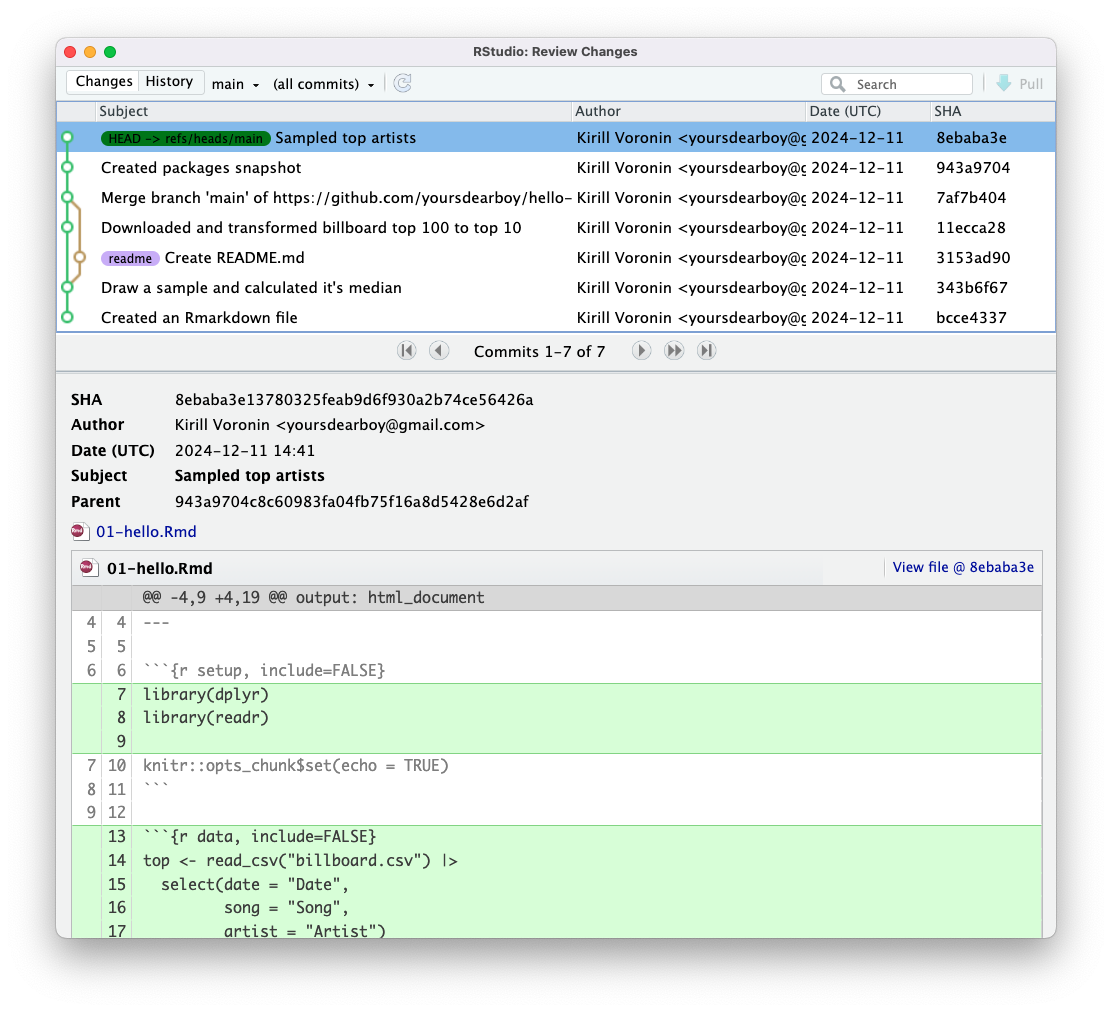 RStudio: Review Changes
Changes History main (all commits) Search Pull
Subject Author Date (UTC) SHA
HEAD -> refs/heads/main Sampled top artists Kirill Voronin <yoursdearboy@g 2024-12-11 8ebaba3e
Created packages snapshot Kirill Voronin <yoursdearboy@g 2024-12-11 943a9704
Merge branch 'main' of https://github.com/yoursdearboy/hello- Kirill Voronin <yoursdearboy@g 2024-12-11 7af7b404
Downloaded and transformed billboard top 100 to top 10 Kirill Voronin <yoursdearboy@g 2024-12-11 11ecca28
readme Create README.md Kirill Voronin <yoursdearboy@g 2024-12-11 3153ad90
Draw a sample and calculated it's median Kirill Voronin <yoursdearboy@g 2024-12-11 343b6f67
Created an Rmarkdown file Kirill Voronin <yoursdearboy@g 2024-12-11 bcce4337
Commits 1-7 of 7
SHA 8ebaba3e13780325feab9d6f930a2b74ce56426a
Author Kirill Voronin <yoursdearboy@gmail.com>
Date (UTC) 2024-12-11 14:41
Subject Sampled top artists
Parent 943a9704c8c60983fa04fb75f16a8d5428e6d2af
Rmd 01-hello.Rmd
Rmd 01-hello.Rmd View file @ 8ebaba3e
@@ -4,9 +4,19 @@ output: html_document
4 4 ---
5 5
6 6 ```{r setup, include=FALSE}
7 library(dplyr)
8 library(readr)
9
7 10 knitr::opts_chunk$set(echo = TRUE)
8 11 ```
9 12
13 ```{r data, include=FALSE}
14 top <- read_csv("billboard.csv") |>
15 select(date = "Date",
16 song = "Song",
17 artist = "Artist")